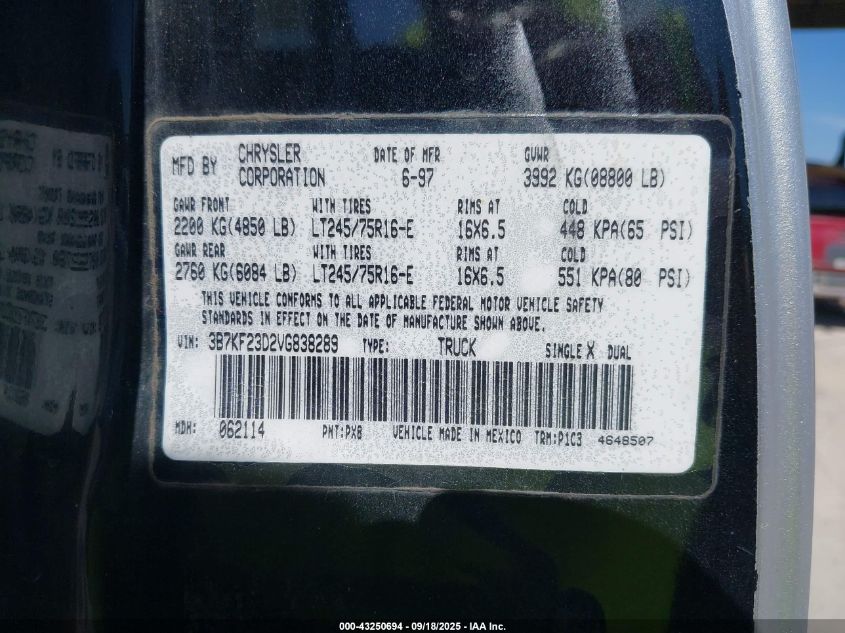 MFD BY CHRYSLER CORPORATION DATE OF MFR 6-97 GVWR 3992 KG(08800 LB)
GAWR FRONT WITH TIRES RIMS AT COLD
2200 KG(4850 LB) LT245/75R16-E 16X6.5 448 KPA(65 PSI)
GAWR REAR WITH TIRES RIMS AT COLD
2760 KG(6084 LB) LT245/75R16-E 16X6.5 551 KPA(80 PSI)
THIS VEHICLE CONFORMS TO ALL APPLICABLE FEDERAL MOTOR VEHICLE SAFETY
STANDARDS IN EFFECT ON THE DATE OF MANUFACTURE SHOWN ABOVE.
VIN: 3B7KF23D2VG838289 TYPE: TRUCK SINGLE X DUAL
MDH: 062114 PNT:PX8 VEHICLE MADE IN MEXICO TRM:P1C3 4648507
000-43250694 - 09/18/2025 - IAA Inc.